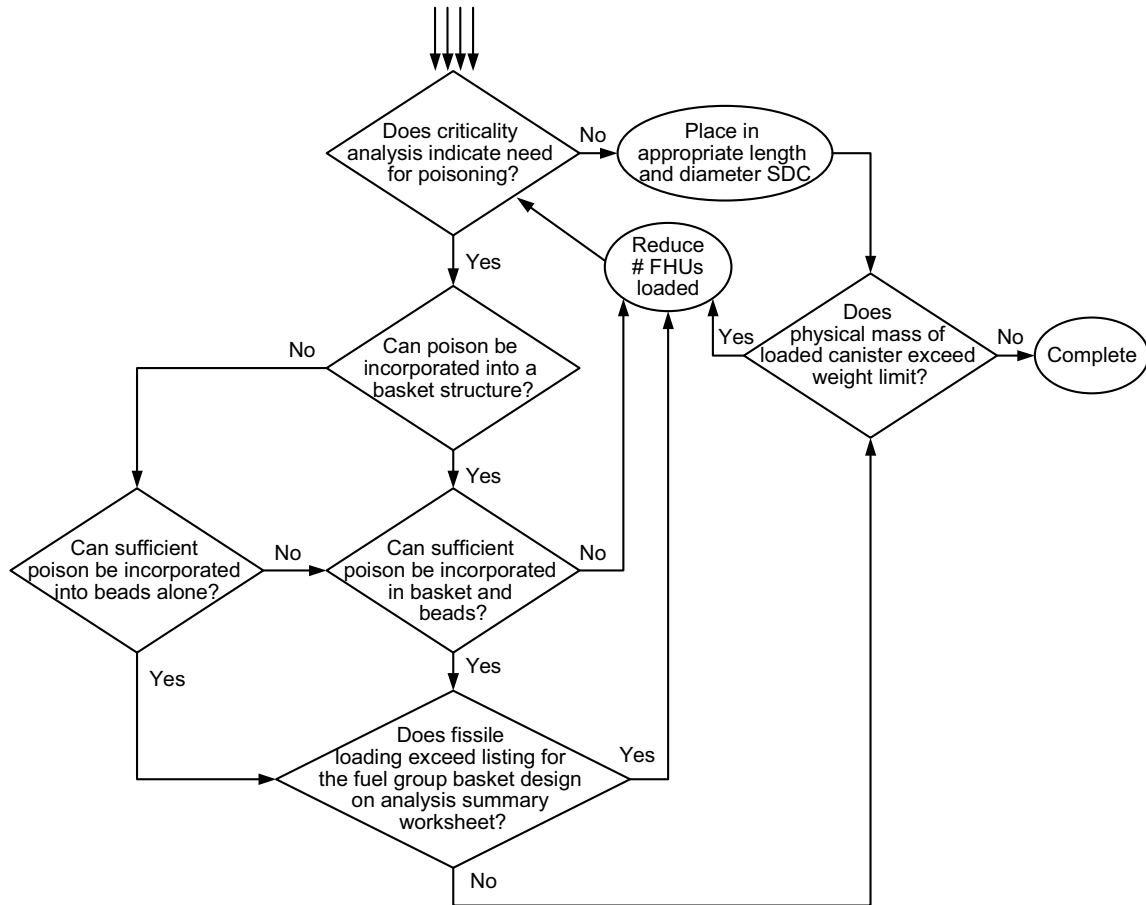 Does criticality
analysis indicate need
for poisoning?
No
Place in
appropriate length
and diameter SDC
Yes
Reduce
# FHUs
loaded
Does
physical mass of
loaded canister exceed
weight limit?
Yes
No
Complete
Can poison be
incorporated into a
basket structure?
No
Yes
Can sufficient
poison be incorporated
into beads alone?
No
Can sufficient
poison be incorporated
in basket and
beads?
No
Yes
Yes
Does fissile
loading exceed listing for
the fuel group basket design
on analysis summary
worksheet?
Yes
No